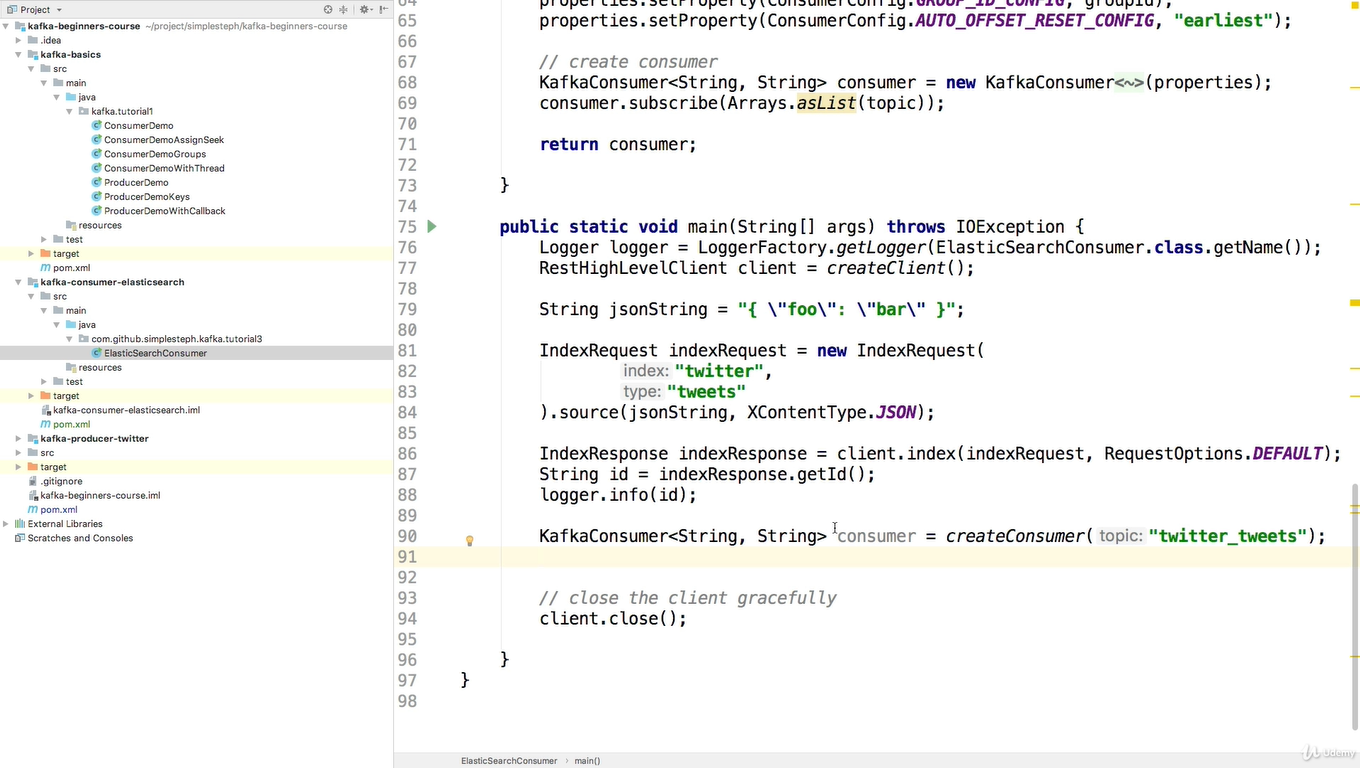 Project
kafka-beginners-course ~/project/simplesteph/kafka-beginners-course
.idea
kafka-basics
src
main
java
kafka.tutorial1
ConsumerDemo
ConsumerDemoAssignSeek
ConsumerDemoGroups
ConsumerDemoWithThread
ProducerDemo
ProducerDemoKeys
ProducerDemoWithCallback
resources
test
target
pom.xml
kafka-consumer-elasticsearch
src
main
java
com.github.simplesteph.kafka.tutorial3
ElasticSearchConsumer
resources
test
target
kafka-consumer-elasticsearch.iml
pom.xml
kafka-producer-twitter
src
target
.gitignore
kafka-beginners-course.iml
pom.xml
External Libraries
Scratches and Consoles
64 properties.setProperty(ConsumerConfig.GROUP_ID_CONFIG, groupId);
65 properties.setProperty(ConsumerConfig.AUTO_OFFSET_RESET_CONFIG, "earliest");
66
67 // create consumer
68 KafkaConsumer<String, String> consumer = new KafkaConsumer<~>(properties);
69 consumer.subscribe(Arrays.asList(topic));
70
71 return consumer;
72
73 }
74
75 public static void main(String[] args) throws IOException {
76 Logger logger = LoggerFactory.getLogger(ElasticSearchConsumer.class.getName());
77 RestHighLevelClient client = createClient();
78
79 String jsonString = "{ \"foo\": \"bar\" }";
80
81 IndexRequest indexRequest = new IndexRequest(
82 index: "twitter",
83 type: "tweets"
84 ).source(jsonString, XContentType.JSON);
85
86 IndexResponse indexResponse = client.index(indexRequest, RequestOptions.DEFAULT);
87 String id = indexResponse.getId();
88 logger.info(id);
89
90 KafkaConsumer<String, String> consumer = createConsumer( topic: "twitter_tweets");
91
92
93 // close the client gracefully
94 client.close();
95
96 }
97 }
98
ElasticSearchConsumer › main()
Udemy